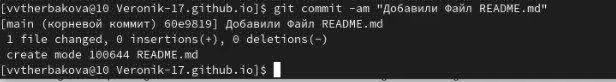 [vvtherbakova@10 Veronik-17.github.io]$ git commit -am "Добавили Файл README.md"
[main (корневой коммит) 60e9819] Добавили Файл README.md
 1 file changed, 0 insertions(+), 0 deletions(-)
 create mode 100644 README.md
[vvtherbakova@10 Veronik-17.github.io]$